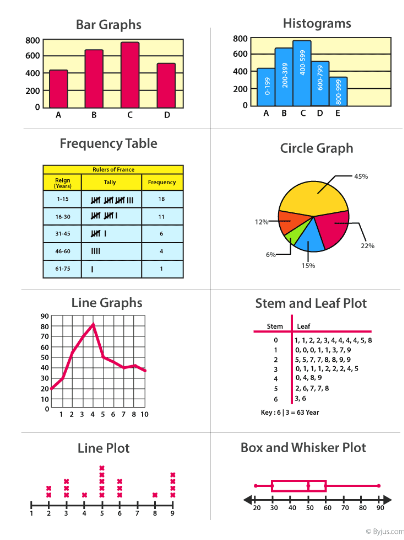 Bar Graphs
800
600
400
200
0
A B C D
Histograms
800
600
400
200
0
0-199
200-399
400-599
600-799
800-999
A B C D E
Frequency Table
Rulers of France
Reign (Years) Tally Frequency
1-15 18
16-30 11
31-45 6
46-60 4
61-75 1
Circle Graph
45%
12%
6%
15%
22%
Line Graphs
90
80
70
60
50
40
30
20
10
0
1 2 3 4 5 6 7 8 9 10
Stem and Leaf Plot
Stem Leaf
0 1, 1, 2, 2, 3, 4, 4, 4, 4, 5, 8
1 0, 0, 0, 1, 1, 3, 7, 9
2 5, 5, 7, 7, 8, 8, 9, 9
3 0, 1, 1, 1, 2, 2, 2, 4, 5
4 0, 4, 8, 9
5 2, 6, 7, 7, 8
6 3, 6
Key : 6 | 3 = 63 Year
Line Plot
1 2 3 4 5 6 7 8 9
Box and Whisker Plot
20 30 40 50 60 70 80 90
© Byjus.com